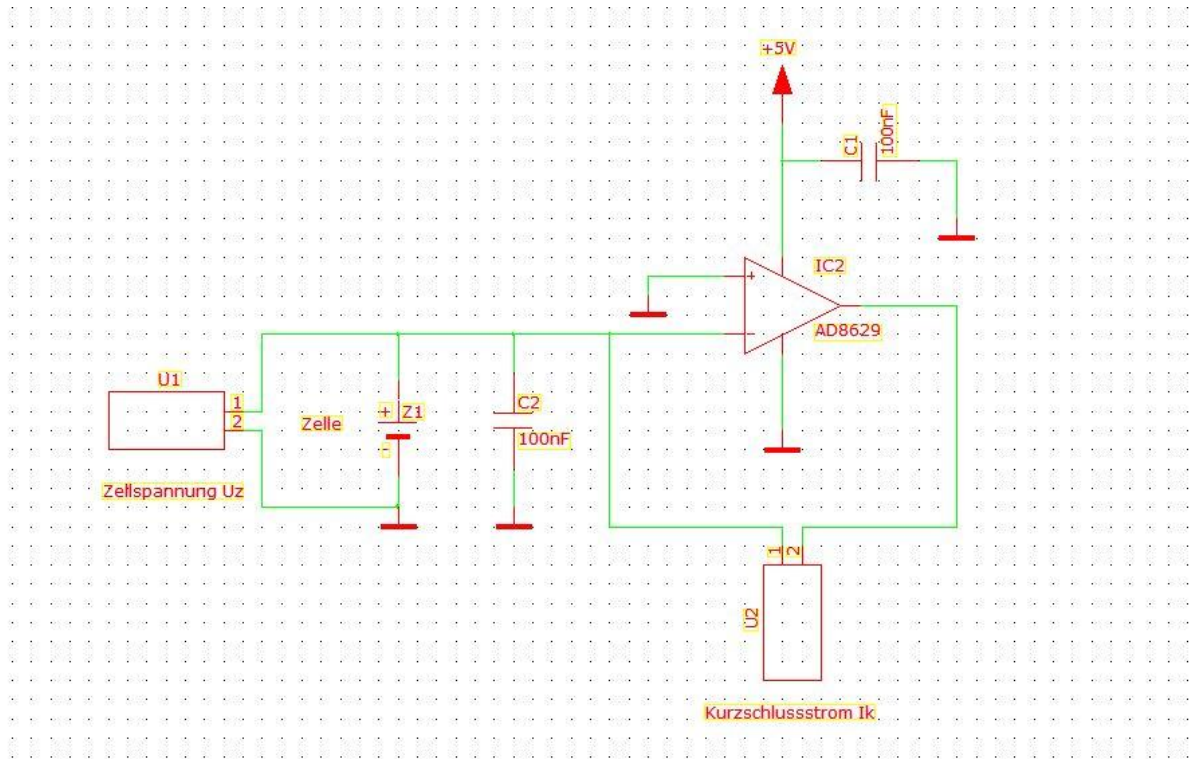 +5V
C1
100nF
+
IC2
-
AD8629
U1
1
2
Zelle
+
Z1
-
C2
100nF
Zellspannung Uz
1
2
U2
Kurzschlussstrom Ik